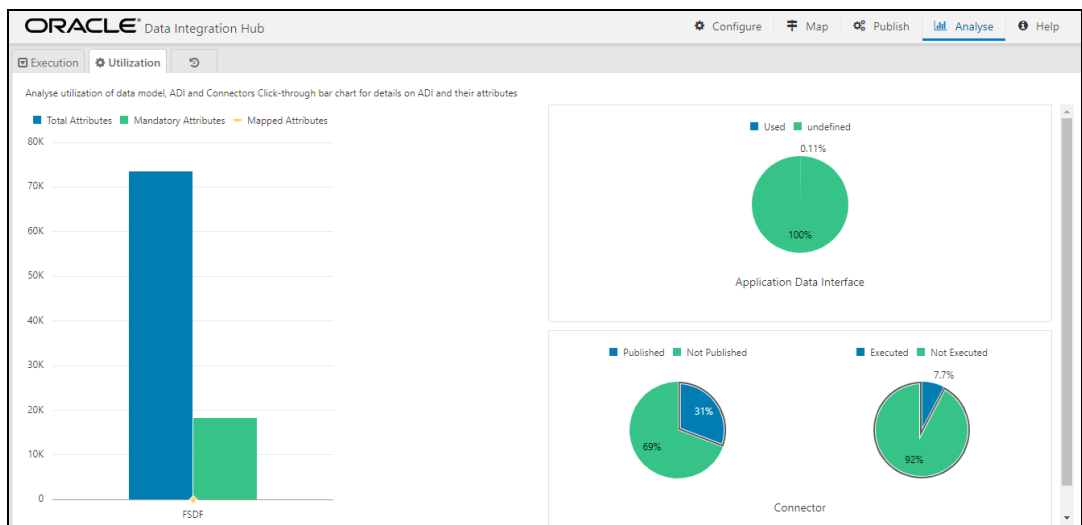 ORACLE® Data Integration Hub
Configure Map Publish Analyse Help
Execution Utilization
Analyse utilization of data model, ADI and Connectors Click-through bar chart for details on ADI and their attributes
Total Attributes Mandatory Attributes Mapped Attributes
80K
70K
60K
50K
40K
30K
20K
10K
0
FSDF
Used undefined
0.11%
100%
Application Data Interface
Published Not Published
31%
69%
Executed Not Executed
7.7%
92%
Connector